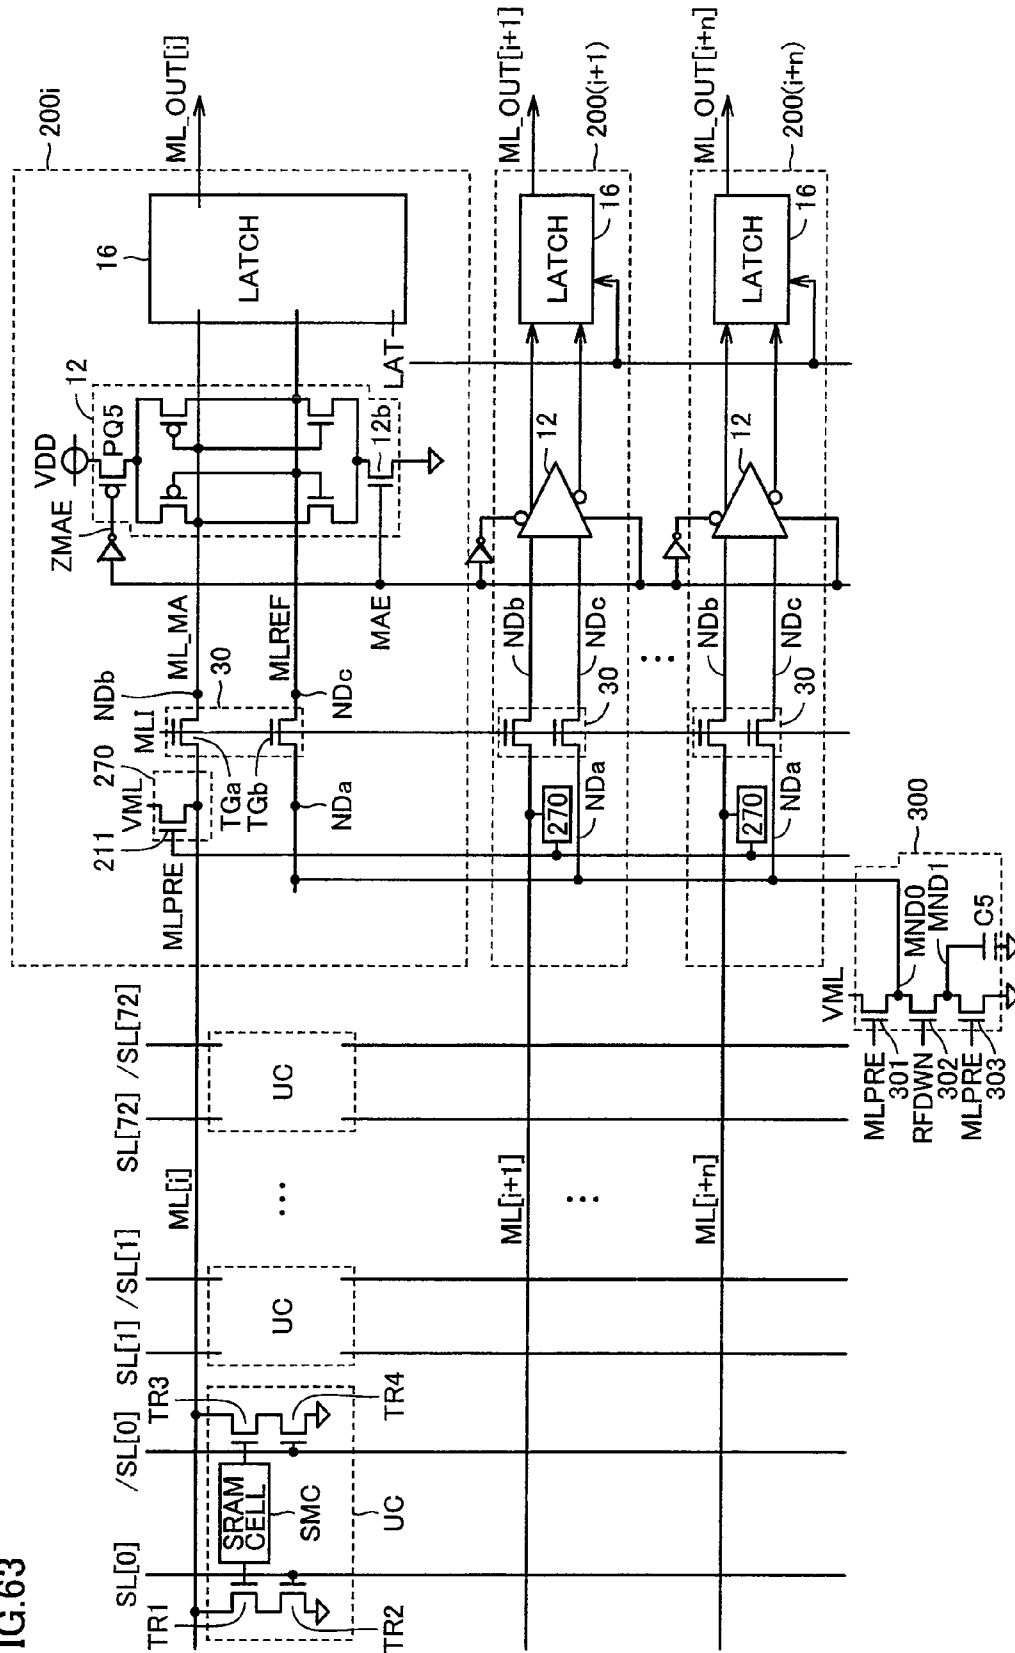 IG.63
SL[0]
/SL[0]
SL[1]
/SL[1]
SL[72]
/SL[72]
TR1
TR2
SRAM
CELL
SMC
UC
TR3
TR4
UC
...
UC
ML[i]
ML[i+1]
...
ML[i+n]
MLPRE
211
VML
270
MLI
TGa
TGb
NDa
NDb
ML_MA
30
MLREF
NDc
MAE
ZMAE
VDD
PQ5
12
12b
LAT
16
LATCH
200i
ML_OUT[i]
270
NDa
30
NDb
NDc
12
LATCH
16
ML_OUT[i+1]
200(i+1)
...
270
NDa
30
NDb
NDc
12
LATCH
16
ML_OUT[i+n]
200(i+n)
VML
300
MLPRE
301
RFDWN
302
MLPRE
303
MND0
MND1
C5